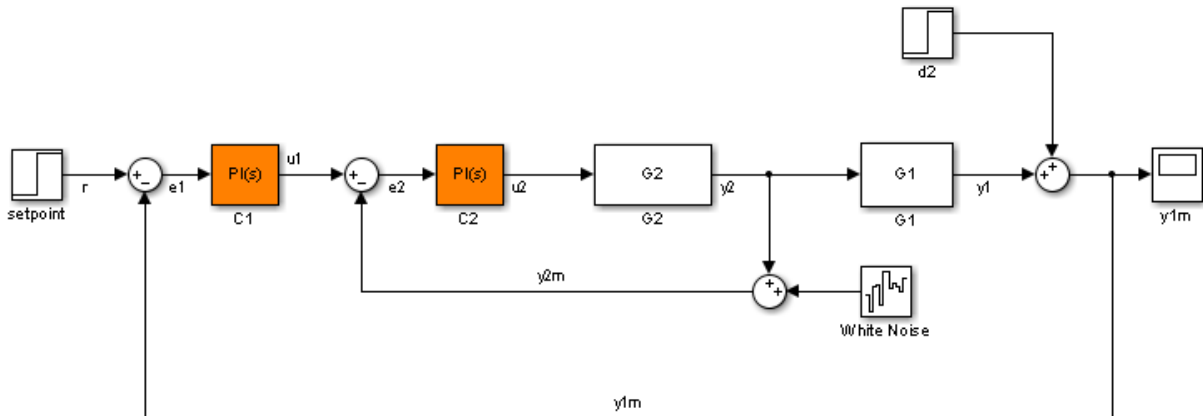 d2
PI(s)
u1
PI(s)
G2
G1
r
e1
e2
u2
y2
y1
setpoint
C1
C2
G2
G1
y1m
y2m
White Noise
y1m